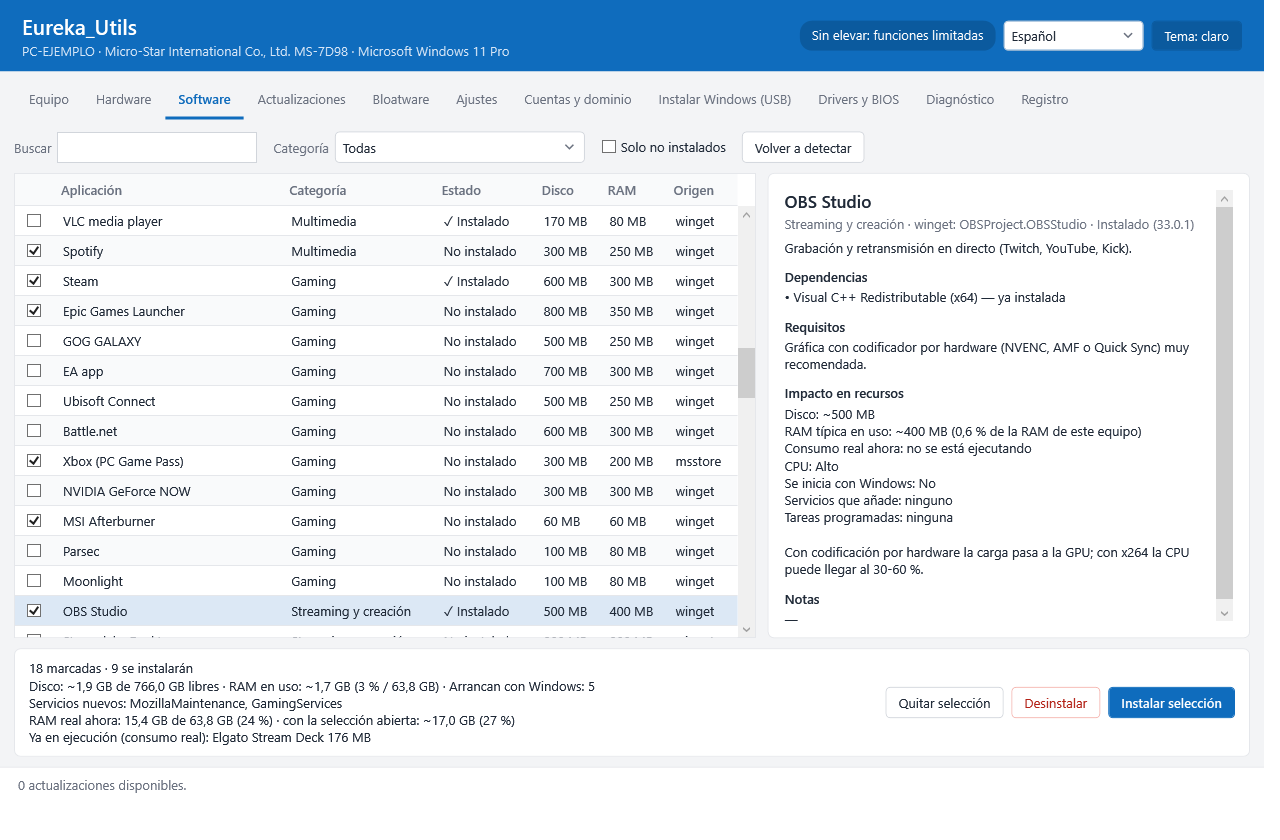 Eureka_Utils
PC-EJEMPLO · Micro-Star International Co., Ltd. MS-7D98 · Microsoft Windows 11 Pro
Sin elevar: funciones limitadas
Español
Tema: claro
Equipo Hardware Software Actualizaciones Bloatware Ajustes Cuentas y dominio Instalar Windows (USB) Drivers y BIOS Diagnóstico Registro
Buscar
Categoría Todas
Solo no instalados
Volver a detectar
Aplicación Categoría Estado Disco RAM Origen
VLC media player Multimedia ✓ Instalado 170 MB 80 MB winget
Spotify Multimedia No instalado 300 MB 250 MB winget
Steam Gaming ✓ Instalado 600 MB 300 MB winget
Epic Games Launcher Gaming No instalado 800 MB 350 MB winget
GOG GALAXY Gaming No instalado 500 MB 250 MB winget
EA app Gaming No instalado 700 MB 300 MB winget
Ubisoft Connect Gaming No instalado 500 MB 250 MB winget
Battle.net Gaming No instalado 600 MB 300 MB winget
Xbox (PC Game Pass) Gaming No instalado 300 MB 200 MB msstore
NVIDIA GeForce NOW Gaming No instalado 300 MB 300 MB winget
MSI Afterburner Gaming No instalado 60 MB 60 MB winget
Parsec Gaming No instalado 100 MB 80 MB winget
Moonlight Gaming No instalado 100 MB 80 MB winget
OBS Studio Streaming y creación ✓ Instalado 500 MB 400 MB winget
OBS Studio
Streaming y creación · winget: OBSProject.OBSStudio · Instalado (33.0.1)
Grabación y retransmisión en directo (Twitch, YouTube, Kick).
Dependencias
• Visual C++ Redistributable (x64) — ya instalada
Requisitos
Gráfica con codificador por hardware (NVENC, AMF o Quick Sync) muy
recomendada.
Impacto en recursos
Disco: ~500 MB
RAM típica en uso: ~400 MB (0,6 % de la RAM de este equipo)
Consumo real ahora: no se está ejecutando
CPU: Alto
Se inicia con Windows: No
Servicios que añade: ninguno
Tareas programadas: ninguna
Con codificación por hardware la carga pasa a la GPU; con x264 la CPU
puede llegar al 30-60 %.
Notas
—
18 marcadas · 9 se instalarán
Disco: ~1,9 GB de 766,0 GB libres · RAM en uso: ~1,7 GB (3 % / 63,8 GB) · Arrancan con Windows: 5
Servicios nuevos: MozillaMaintenance, GamingServices
RAM real ahora: 15,4 GB de 63,8 GB (24 %) · con la selección abierta: ~17,0 GB (27 %)
Ya en ejecución (consumo real): Elgato Stream Deck 176 MB
Quitar selección
Desinstalar
Instalar selección
0 actualizaciones disponibles.